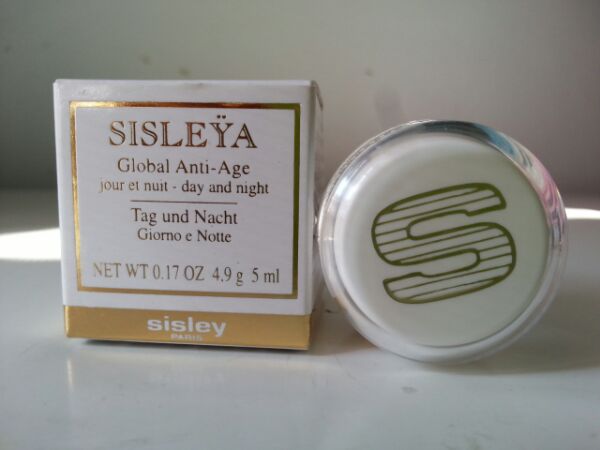 SISLEŸA
Global Anti-Age
jour et nuit - day and night
Tag und Nacht
Giorno e Notte
NET WT 0.17 OZ 4,9 g 5 ml
sisley
PARIS
S